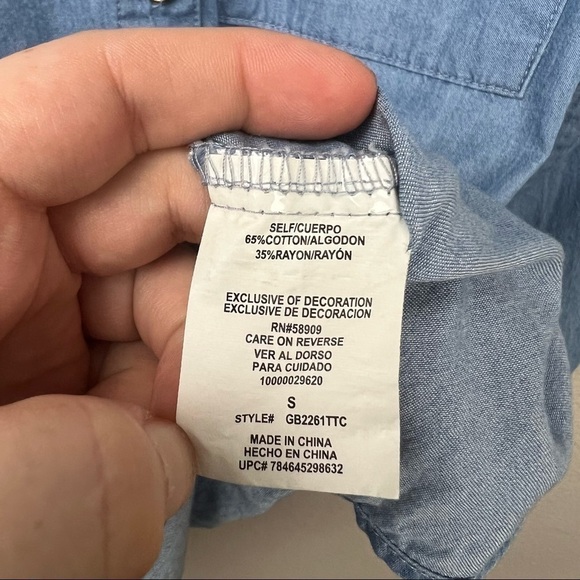 SELF/CUERPO
65%COTTON/ALGODON
35%RAYON/RAYÓN
EXCLUSIVE OF DECORATION
EXCLUSIVE DE DECORACION
RN#58909
CARE ON REVERSE
VER AL DORSO
PARA CUIDADO
10000029620
S
STYLE# GB2261TTC
MADE IN CHINA
HECHO EN CHINA
UPC# 784645298632